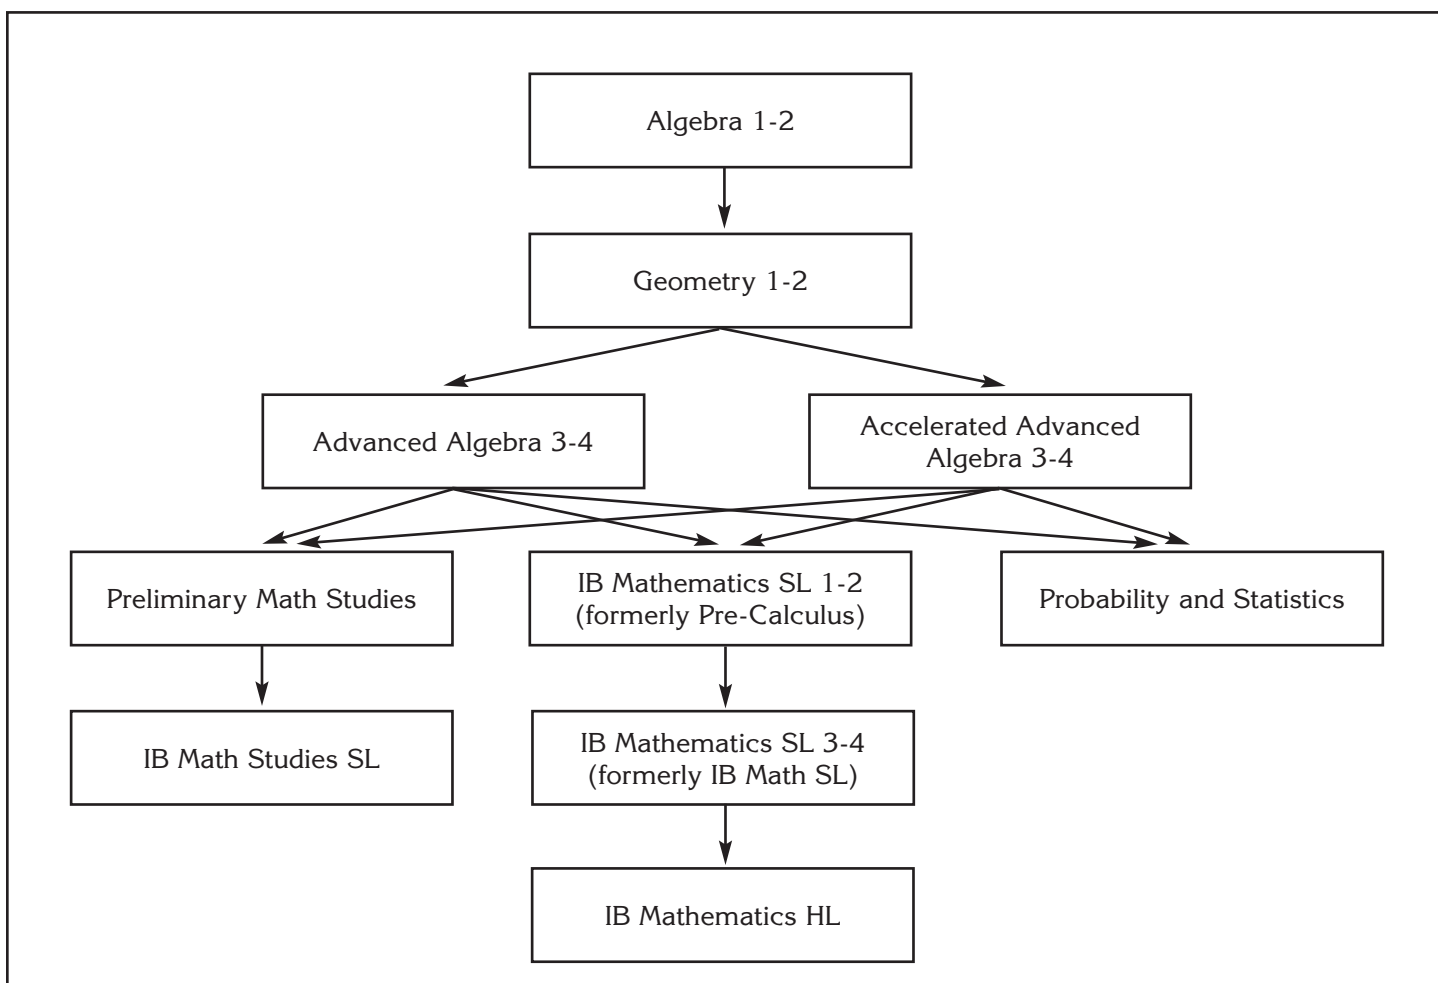 Algebra 1-2
Geometry 1-2
Advanced Algebra 3-4
Accelerated Advanced
Algebra 3-4
Preliminary Math Studies
IB Mathematics SL 1-2
(formerly Pre-Calculus)
Probability and Statistics
IB Math Studies SL
IB Mathematics SL 3-4
(formerly IB Math SL)
IB Mathematics HL